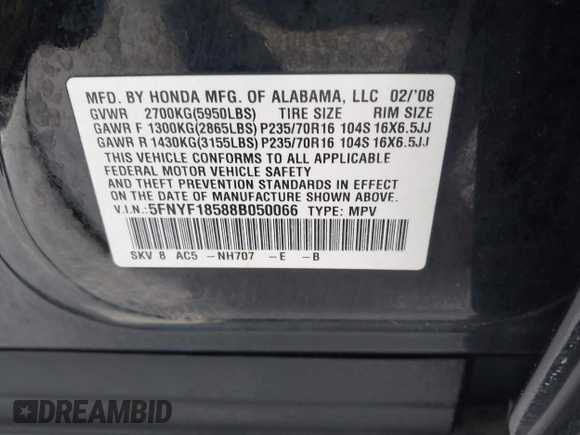 MFD. BY HONDA MFG. OF ALABAMA, LLC 02/'08
GVWR 2700KG(5950LBS) TIRE SIZE RIM SIZE
GAWR F 1300KG(2865LBS) P235/70R16 104S 16X6.5JJ
GAWR R 1430KG(3155LBS) P235/70R16 104S 16X6.5JJ
THIS VEHICLE CONFORMS TO ALL APPLICABLE
FEDERAL MOTOR VEHICLE SAFETY
AND THEFT PREVENTION STANDARDS IN EFFECT
ON THE DATE OF MANUFACTURE SHOWN ABOVE.
V.I.N.:5FNYF18588B050066 TYPE: MPV
SKV 8 AC5 -NH707 -E -B
DREAMBID